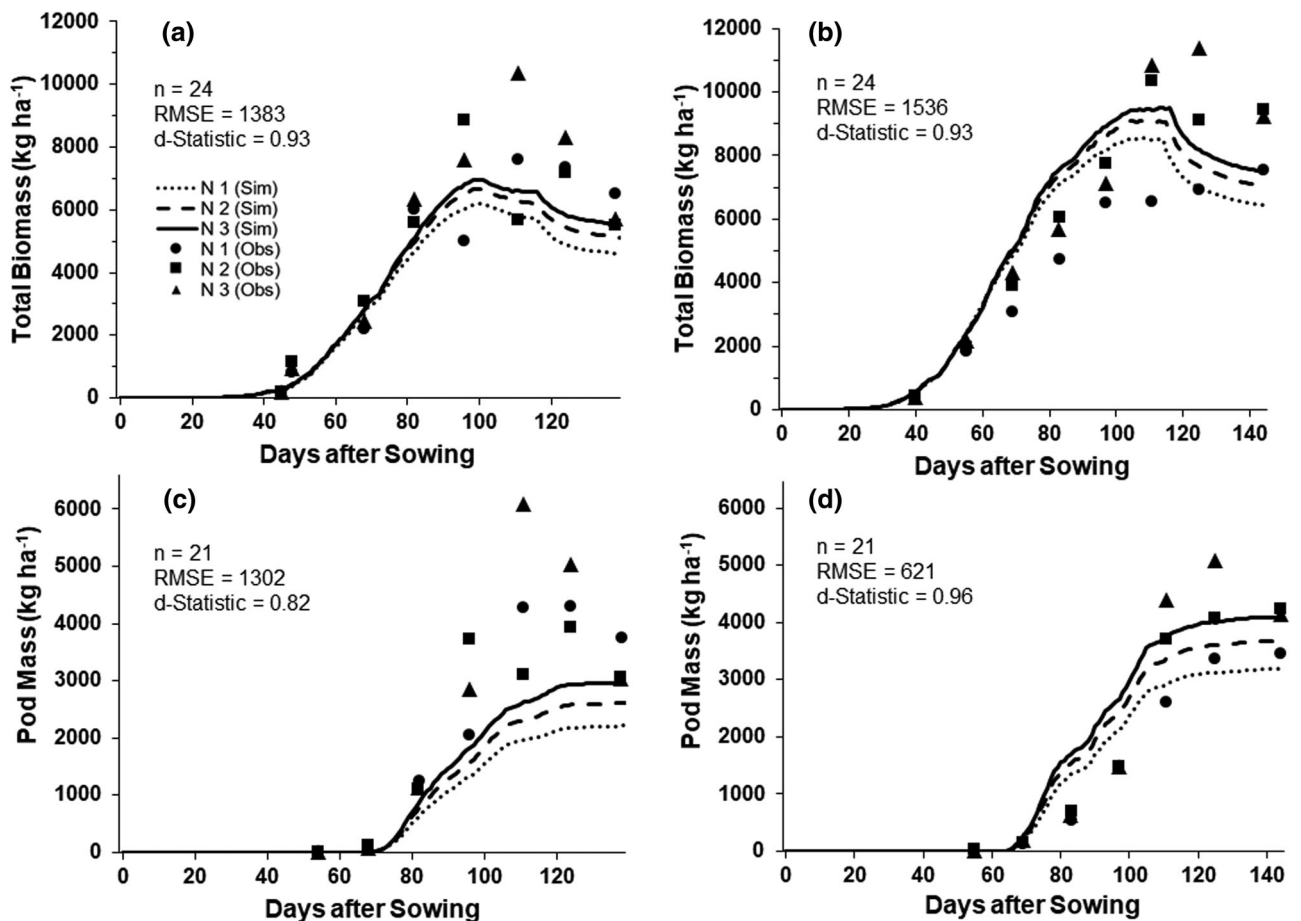 (a)
12000
10000
8000
6000
4000
2000
0
Total Biomass (kg ha-1)
n = 24
RMSE = 1383
d-Statistic = 0.93
N 1 (Sim)
N 2 (Sim)
N 3 (Sim)
N 1 (Obs)
N 2 (Obs)
N 3 (Obs)
0 20 40 60 80 100 120
Days after Sowing
(b)
12000
10000
8000
6000
4000
2000
0
Total Biomass (kg ha-1)
n = 24
RMSE = 1536
d-Statistic = 0.93
0 20 40 60 80 100 120 140
Days after Sowing
(c)
6000
5000
4000
3000
2000
1000
0
Pod Mass (kg ha-1)
n = 21
RMSE = 1302
d-Statistic = 0.82
0 20 40 60 80 100 120
Days after Sowing
(d)
6000
5000
4000
3000
2000
1000
0
Pod Mass (kg ha-1)
n = 21
RMSE = 621
d-Statistic = 0.96
0 20 40 60 80 100 120 140
Days after Sowing